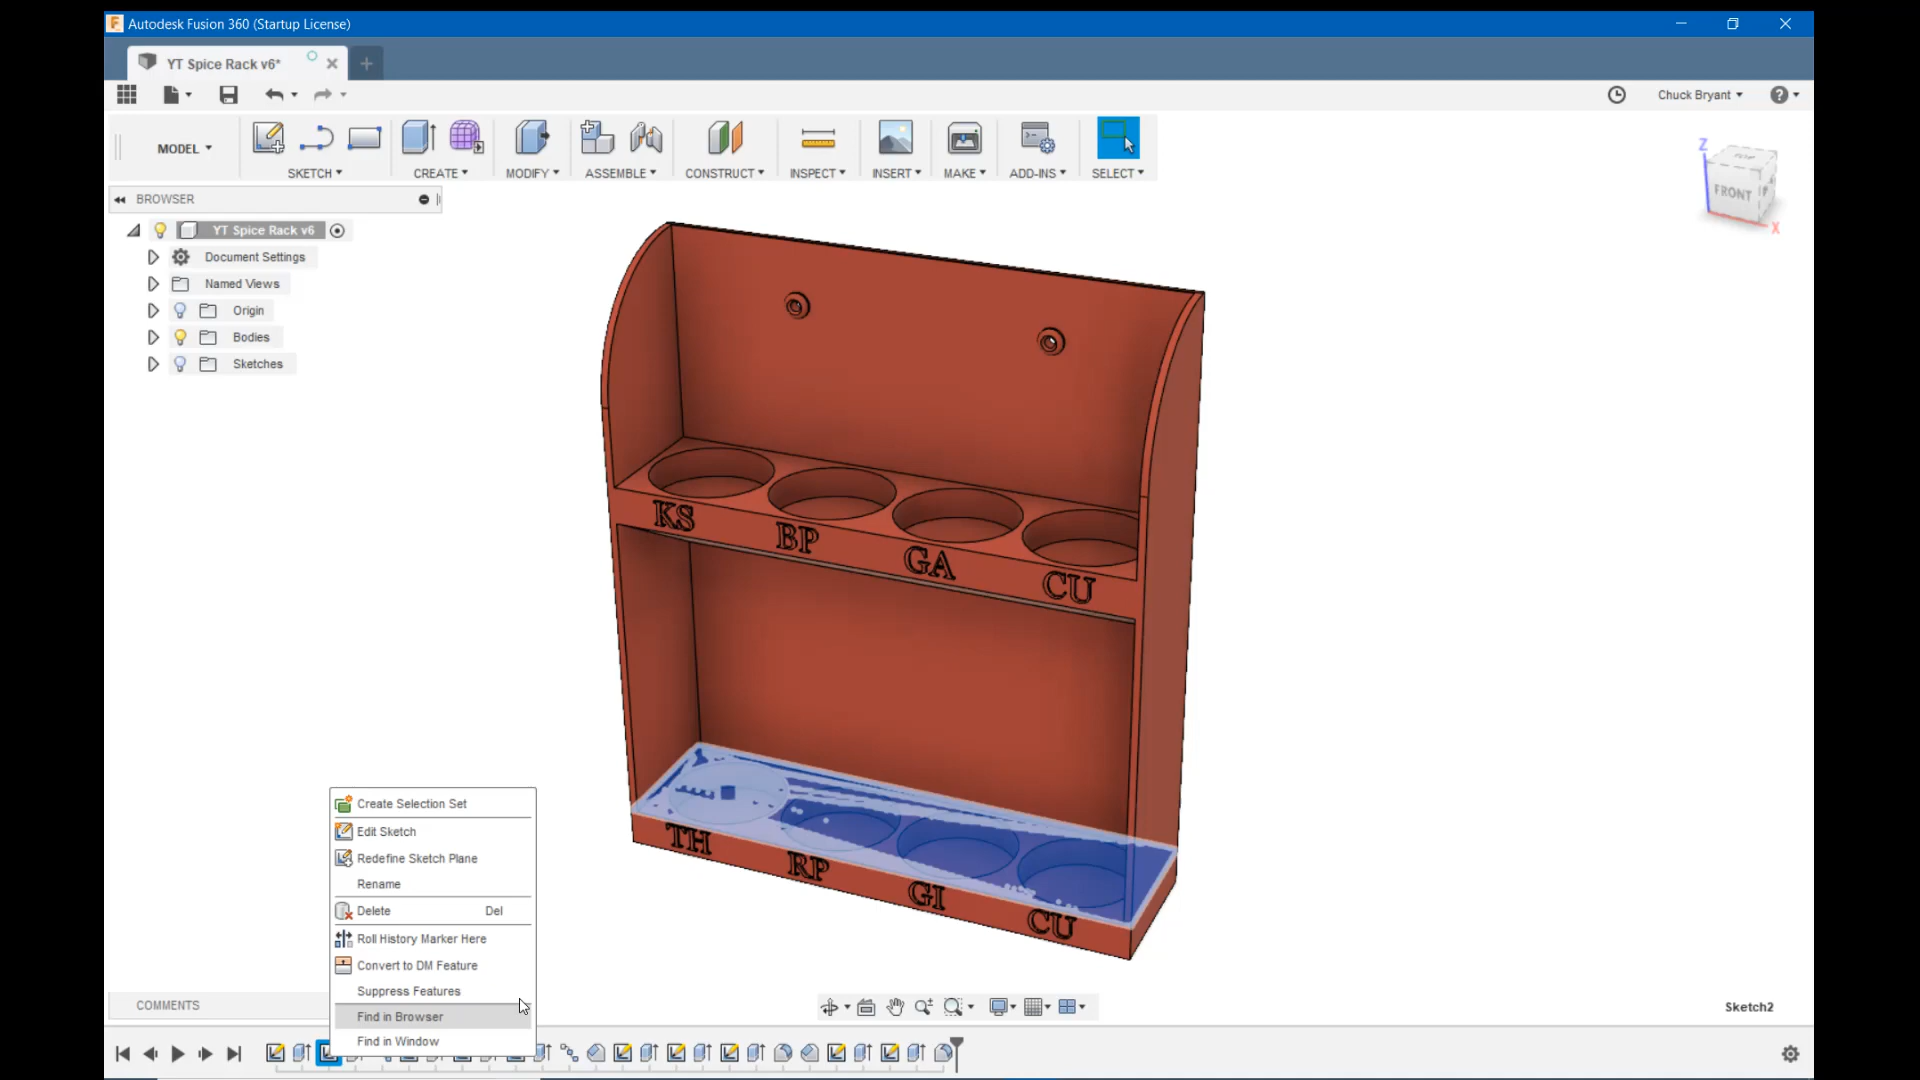 Autodesk Fusion 360 (Startup License)
YT Spice Rack v6*
Chuck Bryant
MODEL
SKETCH
CREATE
MODIFY
ASSEMBLE
CONSTRUCT
INSPECT
INSERT
MAKE
ADD-INS
SELECT
BROWSER
YT Spice Rack v6
Document Settings
Named Views
Origin
Bodies
Sketches
Z
TOP
FRONT
X
KS
BP
GA
CU
TH
RP
GI
CU
Create Selection Set
Edit Sketch
Redefine Sketch Plane
Rename
Delete Del
Roll History Marker Here
Convert to DM Feature
Suppress Features
Find in Browser
Find in Window
COMMENTS
Sketch2